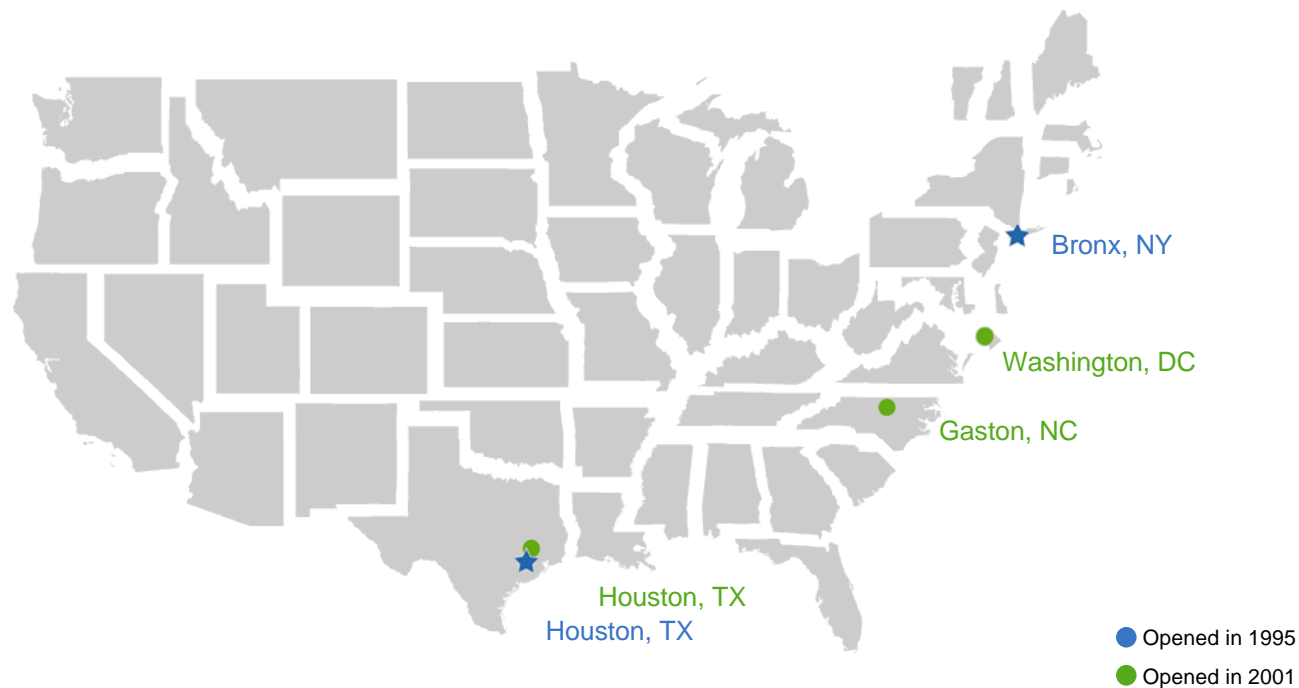 Bronx, NY
Washington, DC
Gaston, NC
Houston, TX
Houston, TX
Opened in 1995
Opened in 2001